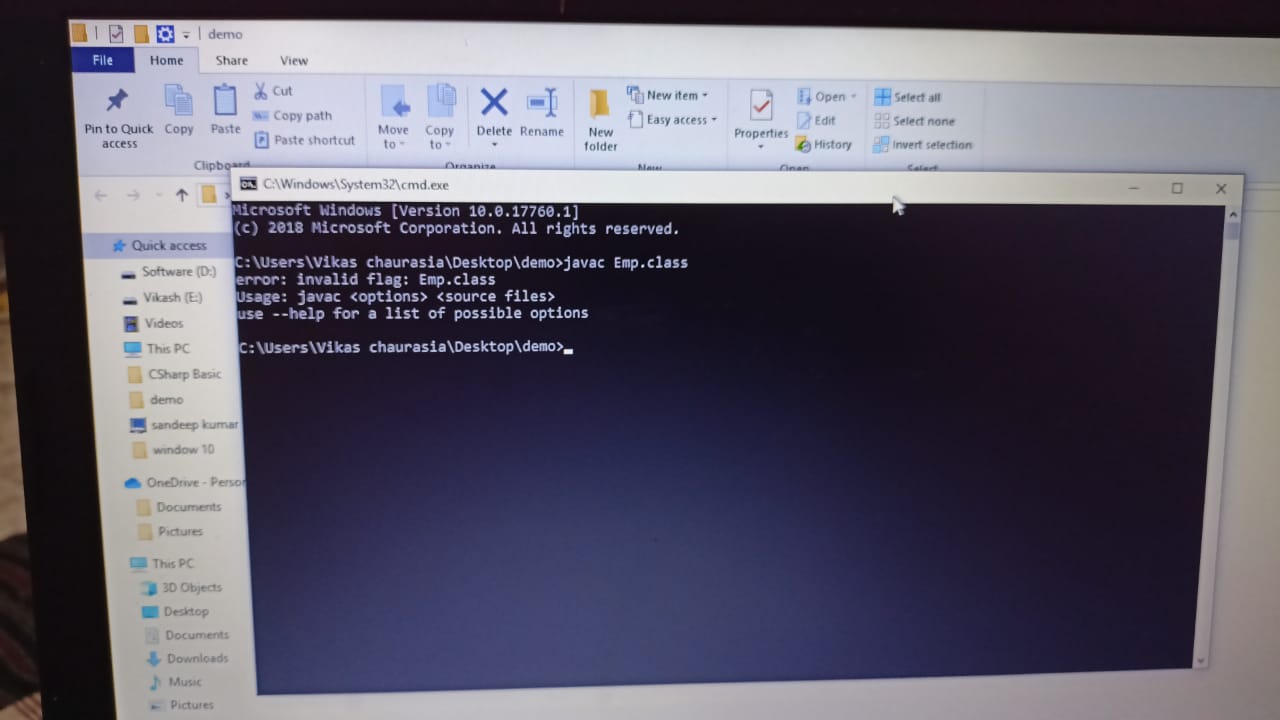 demo
File Home Share View
Pin to Quick access
Copy
Paste
Cut
Copy path
Paste shortcut
Move to
Copy to
Delete
Rename
New folder
New item
Easy access
Properties
Open
Edit
History
Select all
Select none
Invert selection
Clipboard
Organize
New
Open
Select
C:\Windows\System32\cmd.exe
Microsoft Windows [Version 10.0.17760.1]
(c) 2018 Microsoft Corporation. All rights reserved.
C:\Users\Vikas chaurasia\Desktop\demo>javac Emp.class
error: invalid flag: Emp.class
Usage: javac <options> <source files>
use --help for a list of possible options
C:\Users\Vikas chaurasia\Desktop\demo>
Quick access
Software (D:)
Vikash (E:)
Videos
This PC
CSharp Basic
demo
sandeep kumar
window 10
OneDrive - Person
Documents
Pictures
This PC
3D Objects
Desktop
Documents
Downloads
Music
Pictures